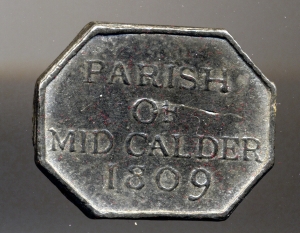 PARISH
OF
MID CALDER
1809